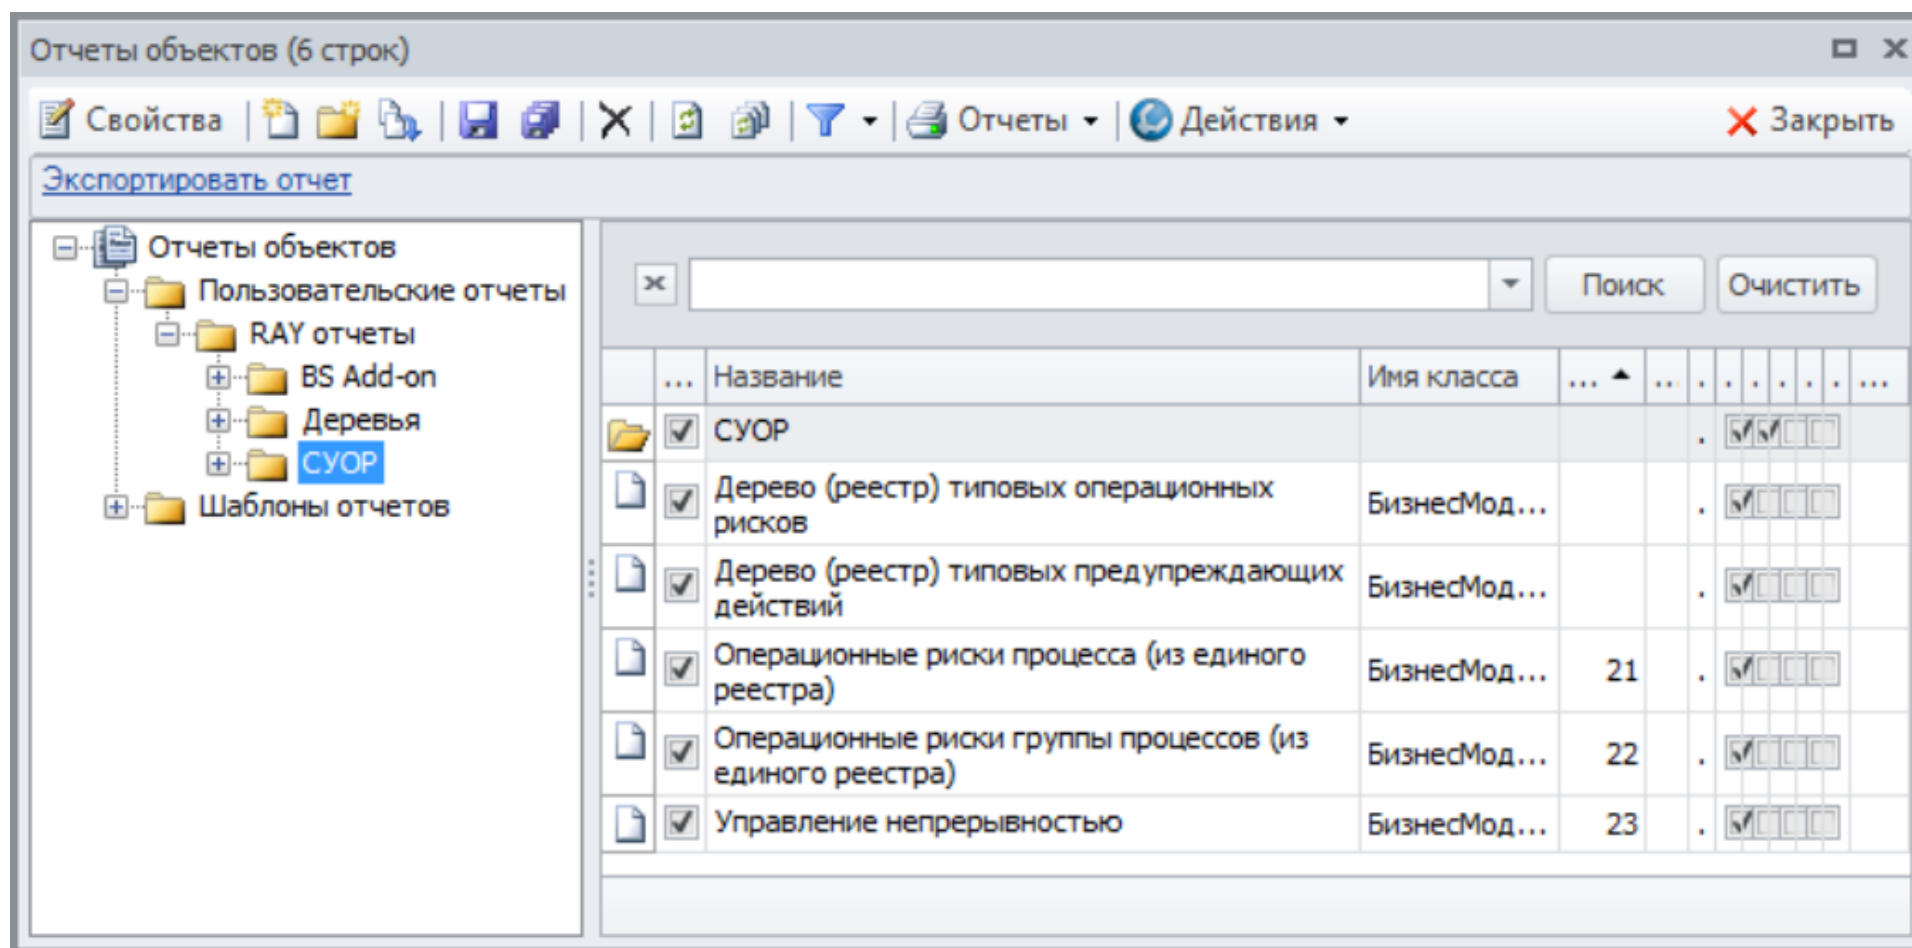 Отчеты объектов (6 строк)
Свойства Отчеты Действия Закрыть
Экспортировать отчет
Отчеты объектов
Пользовательские отчеты
RAY отчеты
BS Add-on
Деревья
СУОР
Шаблоны отчетов
Поиск Очистить
... Название Имя класса ... ... . . . . . . ...
СУОР .
Дерево (реестр) типовых операционных
рисков
БизнесМод... .
Дерево (реестр) типовых предупреждающих
действий
БизнесМод... .
Операционные риски процесса (из единого
реестра)
БизнесМод... 21 .
Операционные риски группы процессов (из
единого реестра)
БизнесМод... 22 .
Управление непрерывностью БизнесМод... 23 .